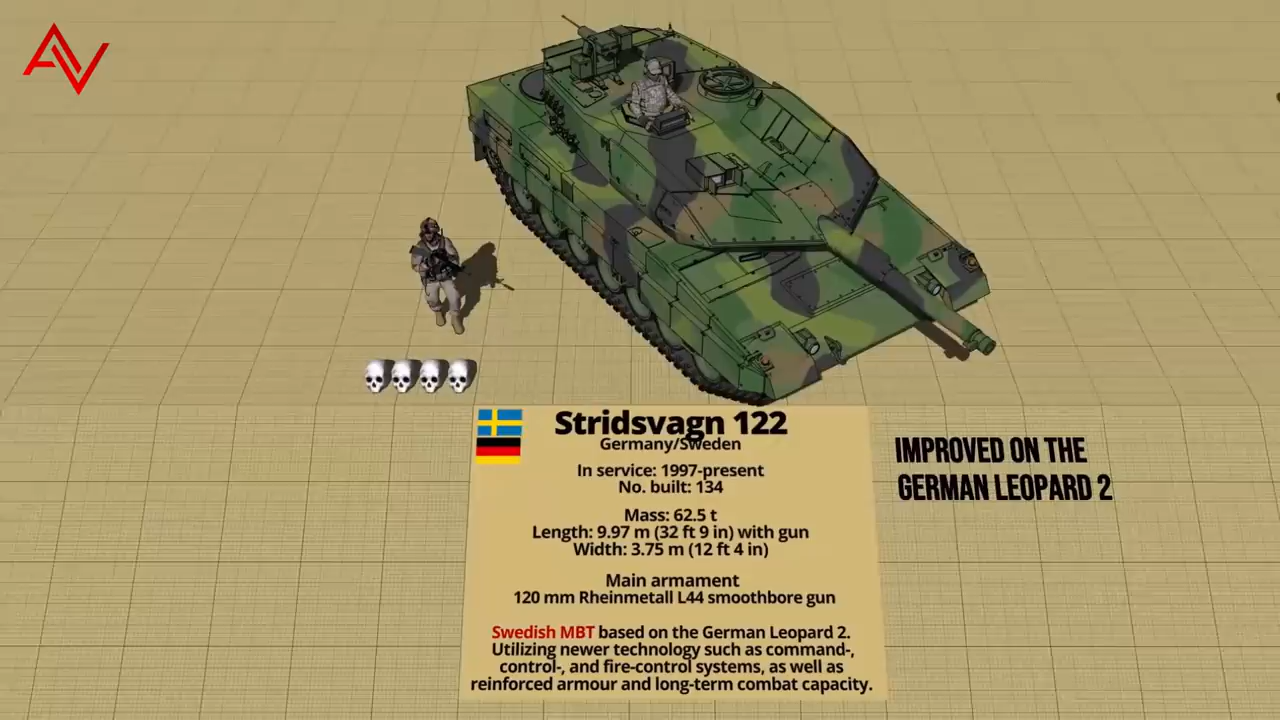 AV
Stridsvagn 122
Germany/Sweden
In service: 1997-present
No. built: 134
Mass: 62.5 t
Length: 9.97 m (32 ft 9 in) with gun
Width: 3.75 m (12 ft 4 in)
Main armament
120 mm Rheinmetall L44 smoothbore gun
Swedish MBT based on the German Leopard 2.
Utilizing newer technology such as command-,
control-, and fire-control systems, as well as
reinforced armour and long-term combat capacity.
IMPROVED ON THE
GERMAN LEOPARD 2